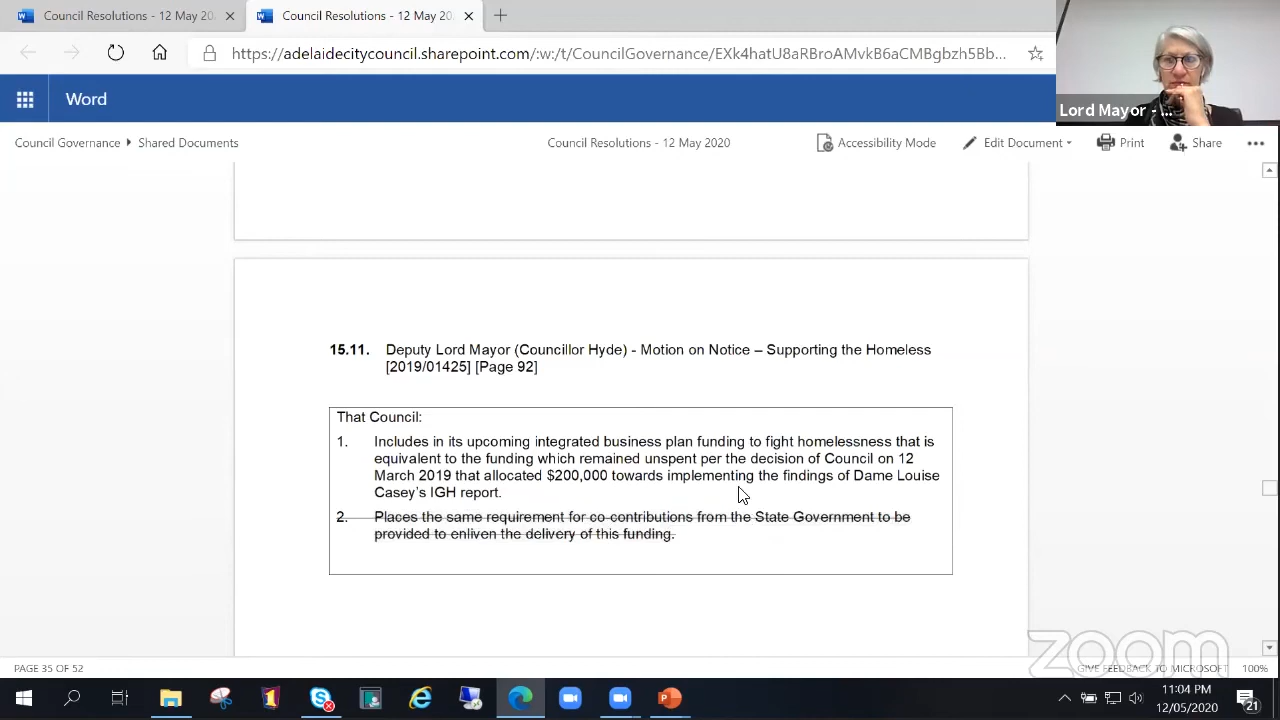 Council Resolutions - 12 May 20
Council Resolutions - 12 May 20
https://adelaidecitycouncil.sharepoint.com/:w:/t/CouncilGovernance/EXk4hatU8aRBroAMvkB6aCMBgbzh5Bb...
Word
Lord Mayor - ...
Council Governance
Shared Documents
Council Resolutions - 12 May 2020
Accessibility Mode
Edit Document
Print
Share
15.11. Deputy Lord Mayor (Councillor Hyde) - Motion on Notice – Supporting the Homeless
[2019/01425] [Page 92]
That Council:
1. Includes in its upcoming integrated business plan funding to fight homelessness that is
equivalent to the funding which remained unspent per the decision of Council on 12
March 2019 that allocated $200,000 towards implementing the findings of Dame Louise
Casey's IGH report.
2. Places the same requirement for co-contributions from the State Government to be
provided to enliven the delivery of this funding.
zoom
PAGE 35 OF 52
GIVE FEEDBACK TO MICROSOFT
100%
11:04 PM
12/05/2020
21